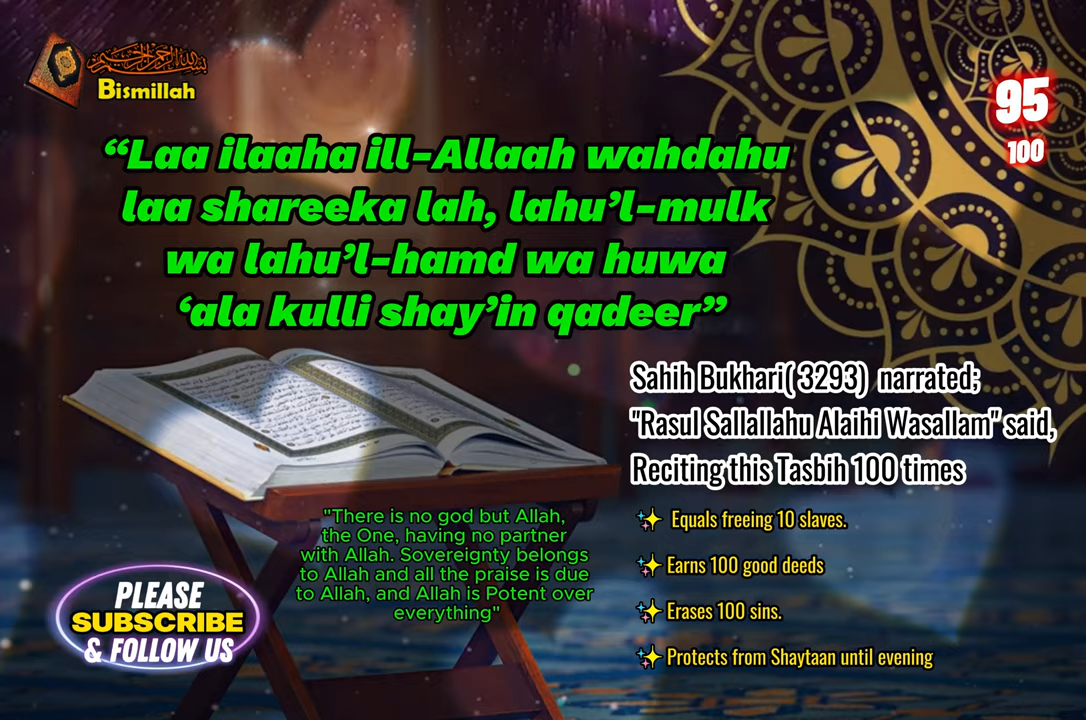 بسم الله الرحمن الرحيم
Bismillah
95
100
“Laa ilaaha ill-Allaah wahdahu
laa shareeka lah, lahu’l-mulk
wa lahu’l-hamd wa huwa
‘ala kulli shay’in qadeer”
Sahih Bukhari(3293) narrated;
"Rasul Sallallahu Alaihi Wasallam" said,
Reciting this Tasbih 100 times
Equals freeing 10 slaves.
Earns 100 good deeds
Erases 100 sins.
Protects from Shaytaan until evening
"There is no god but Allah,
the One, having no partner
with Allah. Sovereignty belongs
to Allah and all the praise is due
to Allah, and Allah is Potent over
everything"
PLEASE
SUBSCRIBE
& FOLLOW US